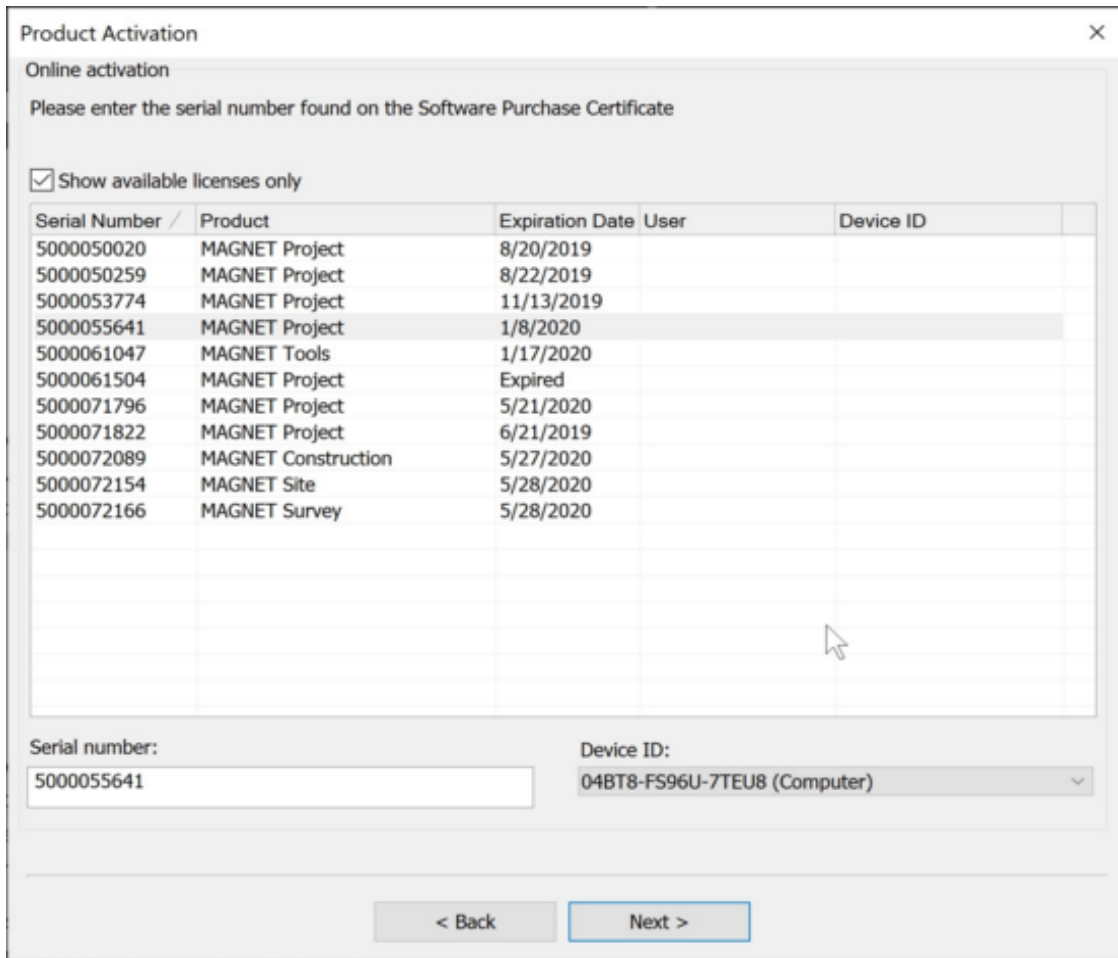 Product Activation
Online activation
Please enter the serial number found on the Software Purchase Certificate
Show available licenses only
Serial Number Product Expiration Date User Device ID
5000050020 MAGNET Project 8/20/2019
5000050259 MAGNET Project 8/22/2019
5000053774 MAGNET Project 11/13/2019
5000055641 MAGNET Project 1/8/2020
5000061047 MAGNET Tools 1/17/2020
5000061504 MAGNET Project Expired
5000071796 MAGNET Project 5/21/2020
5000071822 MAGNET Project 6/21/2019
5000072089 MAGNET Construction 5/27/2020
5000072154 MAGNET Site 5/28/2020
5000072166 MAGNET Survey 5/28/2020
Serial number: Device ID:
5000055641 04BT8-FS96U-7TEU8 (Computer)
< Back Next >